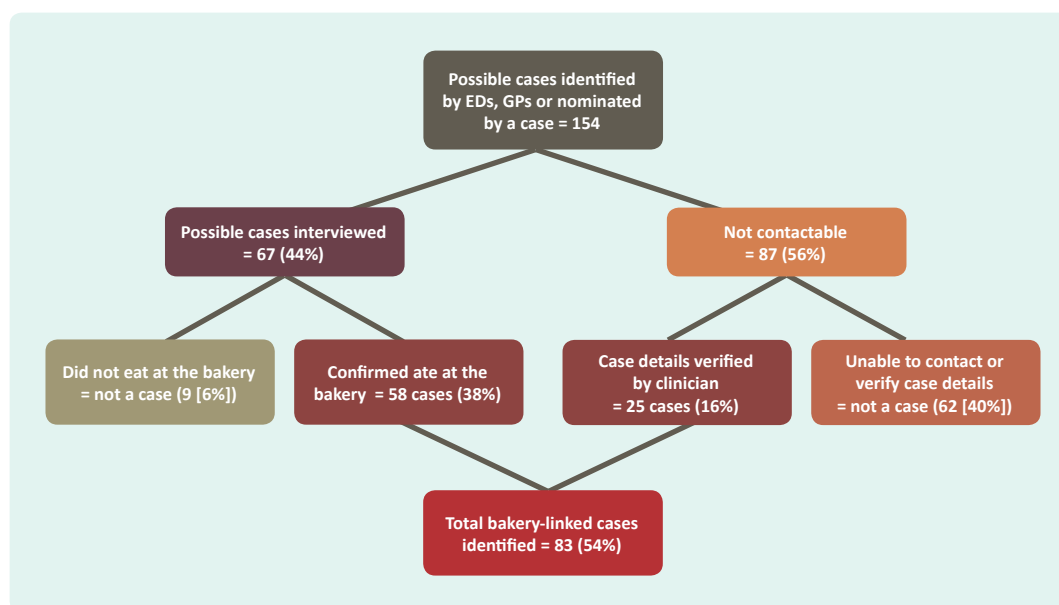 Possible cases identified
by EDs, GPs or nominated
by a case = 154
Possible cases interviewed
= 67 (44%)
Not contactable
= 87 (56%)
Did not eat at the bakery
= not a case (9 [6%])
Confirmed ate at the
bakery = 58 cases (38%)
Case details verified
by clinician
= 25 cases (16%)
Unable to contact or
verify case details
= not a case (62 [40%])
Total bakery-linked cases
identified = 83 (54%)